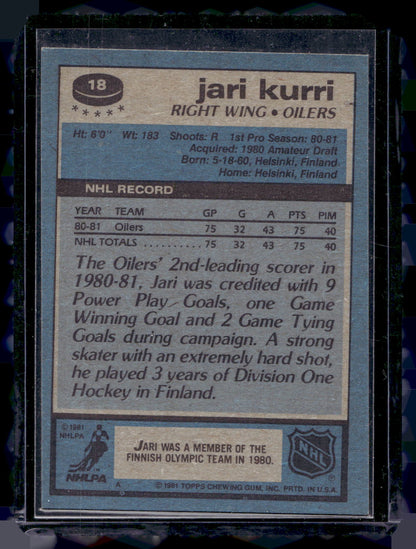 18
jari kurri
RIGHT WING • OILERS
Ht: 6'0" Wt: 183 Shoots: R 1st Pro Season: 80-81
Acquired: 1980 Amateur Draft
Born: 5-18-60, Helsinki, Finland
Home: Helsinki, Finland
NHL RECORD
YEAR TEAM GP G A PTS PIM
80-81 Oilers 75 32 43 75 40
NHL TOTALS .......... 75 32 43 75 40
The Oilers' 2nd-leading scorer in
1980-81, Jari was credited with 9
Power Play Goals, one Game
Winning Goal and 2 Game Tying
Goals during campaign. A strong
skater with an extremely hard shot,
he played 3 years of Division One
Hockey in Finland.
© 1981
NHLPA
NHLPA
JARI WAS A MEMBER OF THE
FINNISH OLYMPIC TEAM IN 1980.
NHL
A © 1981 TOPPS CHEWING GUM, INC. PRTD. IN U.S.A.